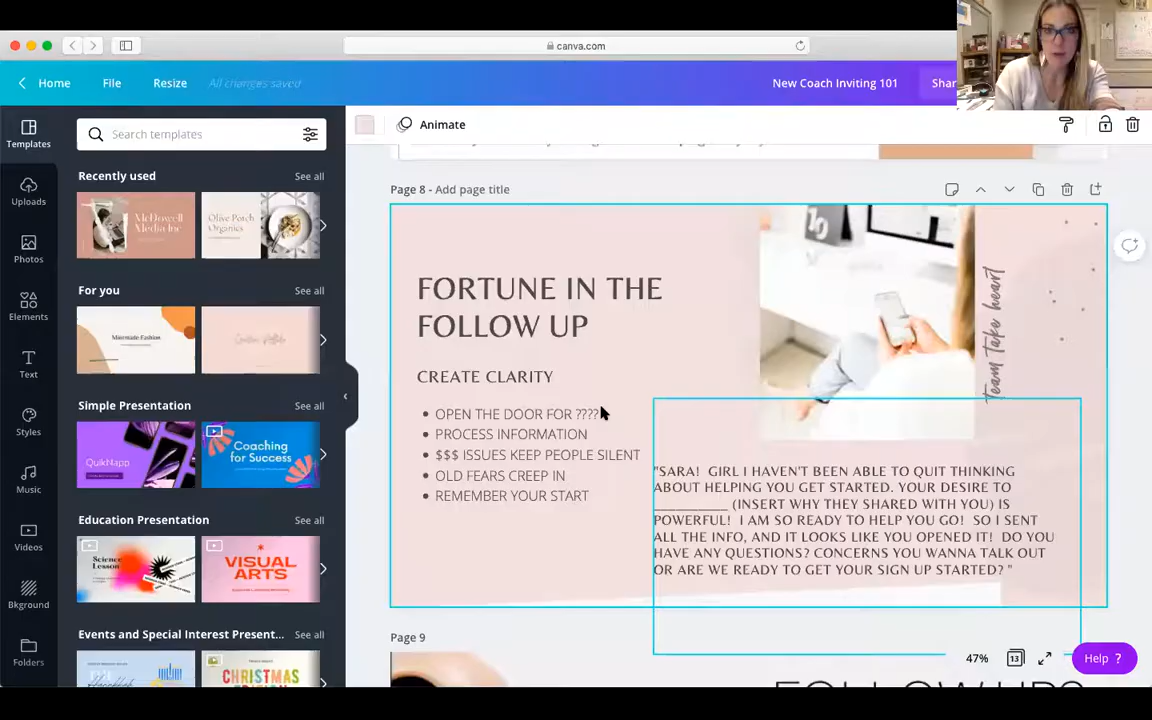 canva.com
Home
File
Resize
All changes saved
New Coach Inviting 101
Templates
Search templates
Animate
Uploads
Recently used
See all
Page 8 - Add page title
McDowell
Media Inc
Olive Porch
Organics
Photos
For you
See all
Elements
FORTUNE IN THE
FOLLOW UP
team take heart
Text
CREATE CLARITY
Simple Presentation
See all
• OPEN THE DOOR FOR ????
• PROCESS INFORMATION
• $$$ ISSUES KEEP PEOPLE SILENT
• OLD FEARS CREEP IN
• REMEMBER YOUR START
Styles
QuikNapp
Coaching
for Success
"SARA! GIRL I HAVEN'T BEEN ABLE TO QUIT THINKING
ABOUT HELPING YOU GET STARTED. YOUR DESIRE TO
__________ (INSERT WHY THEY SHARED WITH YOU) IS
POWERFUL! I AM SO READY TO HELP YOU GO! SO I SENT
ALL THE INFO, AND IT LOOKS LIKE YOU OPENED IT! DO YOU
HAVE ANY QUESTIONS? CONCERNS YOU WANNA TALK OUT
OR ARE WE READY TO GET YOUR SIGN UP STARTED? "
Music
Education Presentation
See all
Videos
Science
Lesson
VISUAL
ARTS
Bkground
Events and Special Interest Present...
See all
Page 9
Folders
CHRISTMAS
47%
13
Help ?
FOLLOW UPS